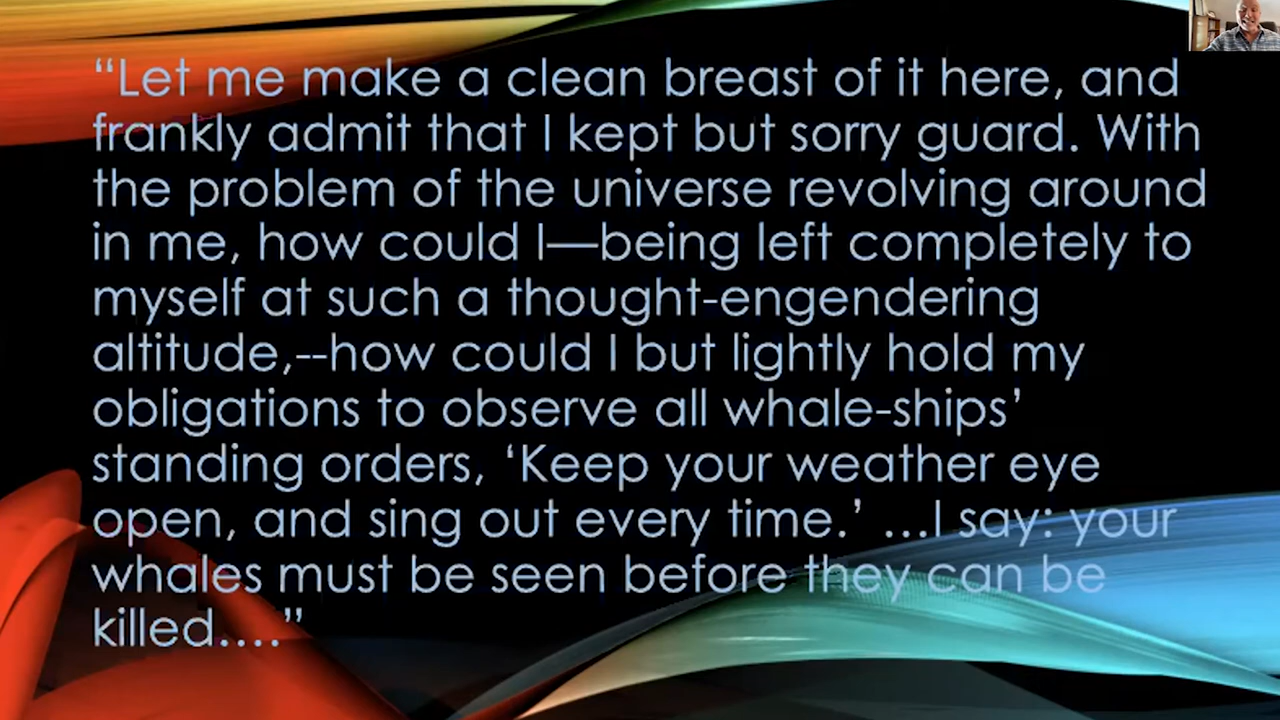 “Let me make a clean breast of it here, and
frankly admit that I kept but sorry guard. With
the problem of the universe revolving around
in me, how could I—being left completely to
myself at such a thought-engendering
altitude,--how could I but lightly hold my
obligations to observe all whale-ships’
standing orders, ‘Keep your weather eye
open, and sing out every time.’ …I say: your
whales must be seen before they can be
killed….”